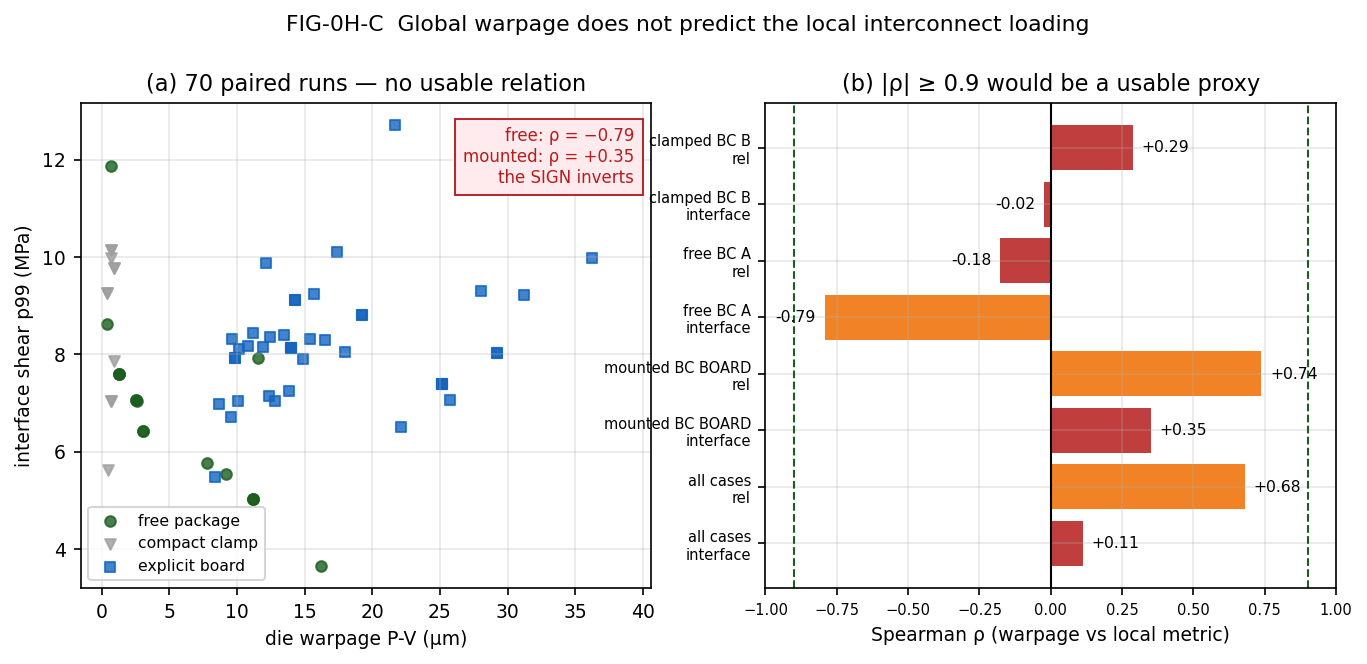 FIG-0H-C  Global warpage does not predict the local interconnect loading
(a) 70 paired runs — no usable relation
interface shear p99 (MPa)
12
10
8
6
4
free: ρ = −0.79
mounted: ρ = +0.35
the SIGN inverts
free package
compact clamp
explicit board
0 5 10 15 20 25 30 35 40
die warpage P-V (µm)
(b) |ρ| ≥ 0.9 would be a usable proxy
clamped BC B
rel
+0.29
clamped BC B
interface
-0.02
free BC A
rel
-0.18
free BC A
interface
-0.79
mounted BC BOARD
rel
+0.74
mounted BC BOARD
interface
+0.35
all cases
rel
+0.68
all cases
interface
+0.11
−1.00 −0.75 −0.50 −0.25 0.00 0.25 0.50 0.75 1.00
Spearman ρ (warpage vs local metric)